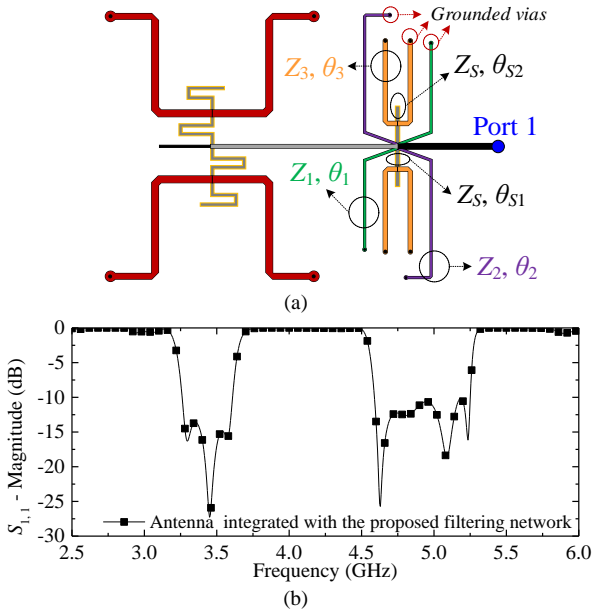 Grounded vias
Z3, θ3
ZS, θS2
Port 1
Z1, θ1
ZS, θS1
Z2, θ2
(a)
S1,1 - Magnitude (dB)
0
-5
-10
-15
-20
-25
-30
Antenna integrated with the proposed filtering network
2.5 3.0 3.5 4.0 4.5 5.0 5.5 6.0
Frequency (GHz)
(b)